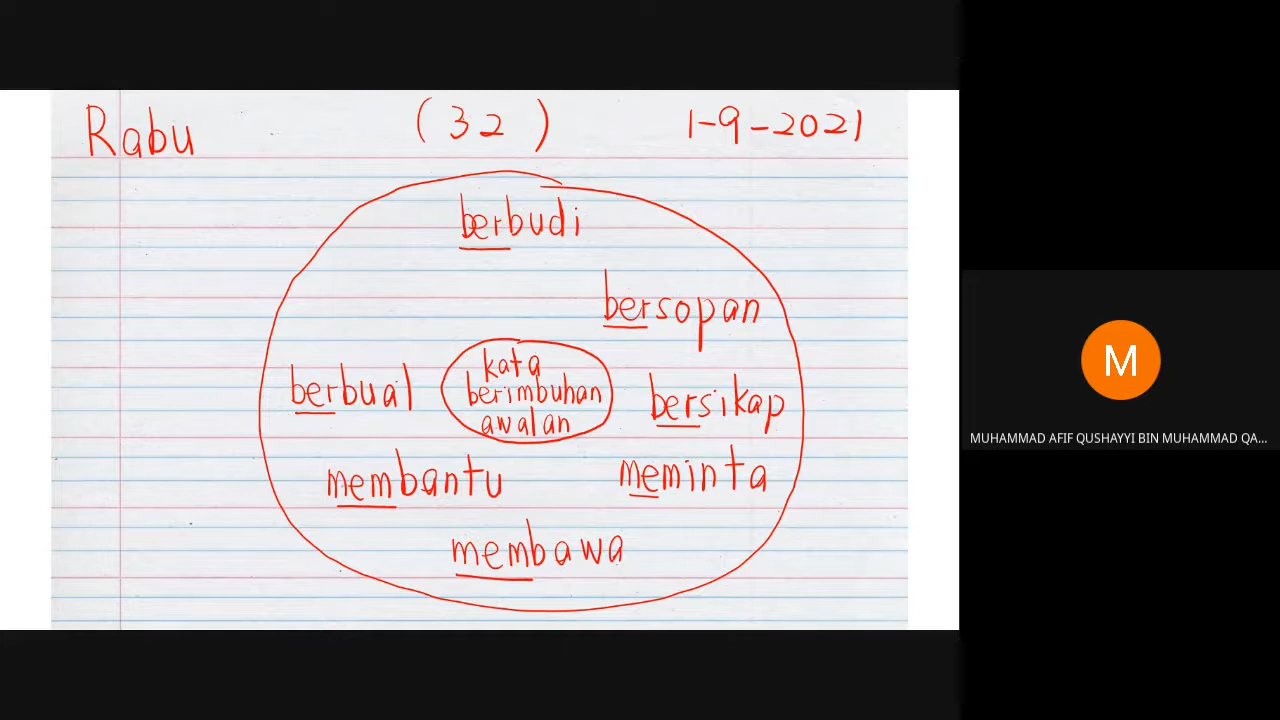 Rabu (32) 1-9-2021
berbudi
bersopan
berbual
kata
berimbuhan
awalan
bersikap
membantu
meminta
membawa
M
MUHAMMAD AFIF QUSHAYYI BIN MUHAMMAD QA...